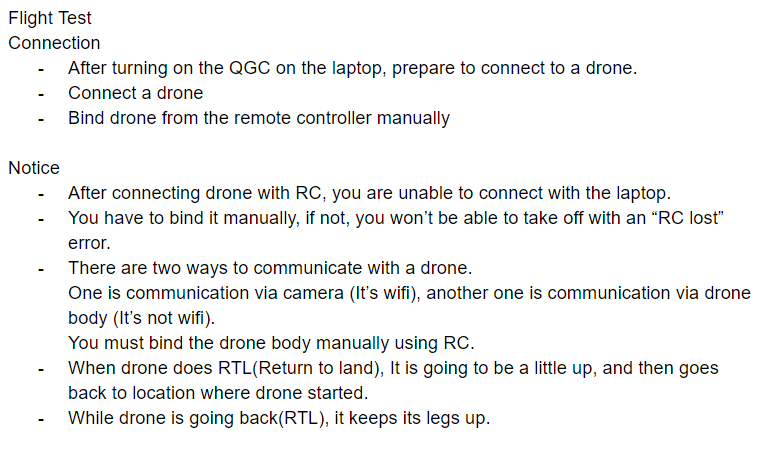 Flight Test
Connection
- After turning on the QGC on the laptop, prepare to connect to a drone.
- Connect a drone
- Bind drone from the remote controller manually
Notice
- After connecting drone with RC, you are unable to connect with the laptop.
- You have to bind it manually, if not, you won’t be able to take off with an “RC lost”
error.
- There are two ways to communicate with a drone.
One is communication via camera (It’s wifi), another one is communication via drone
body (It’s not wifi).
You must bind the drone body manually using RC.
- When drone does RTL(Return to land), It is going to be a little up, and then goes
back to location where drone started.
- While drone is going back(RTL), it keeps its legs up.